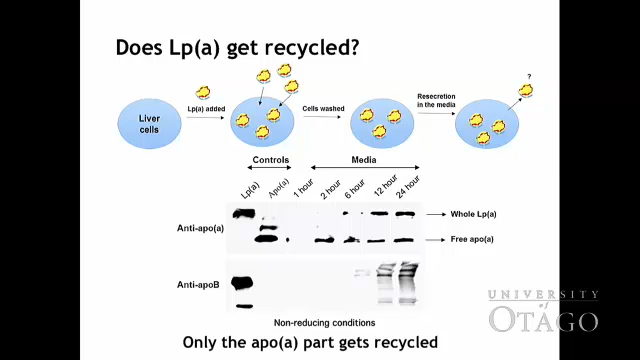 Does Lp(a) get recycled?
?
Lp(a) added
Cells washed
Resecretion
in the media
Liver
cells
Controls
Media
Lp(a)
Apo(a)
1 hour
2 hour
6 hour
12 hour
24 hour
Anti-apo(a)
Whole Lp(a)
Free apo(a)
Anti-apoB
Non-reducing conditions
Only the apo(a) part gets recycled
UNIVERSITY
of
OTAGO